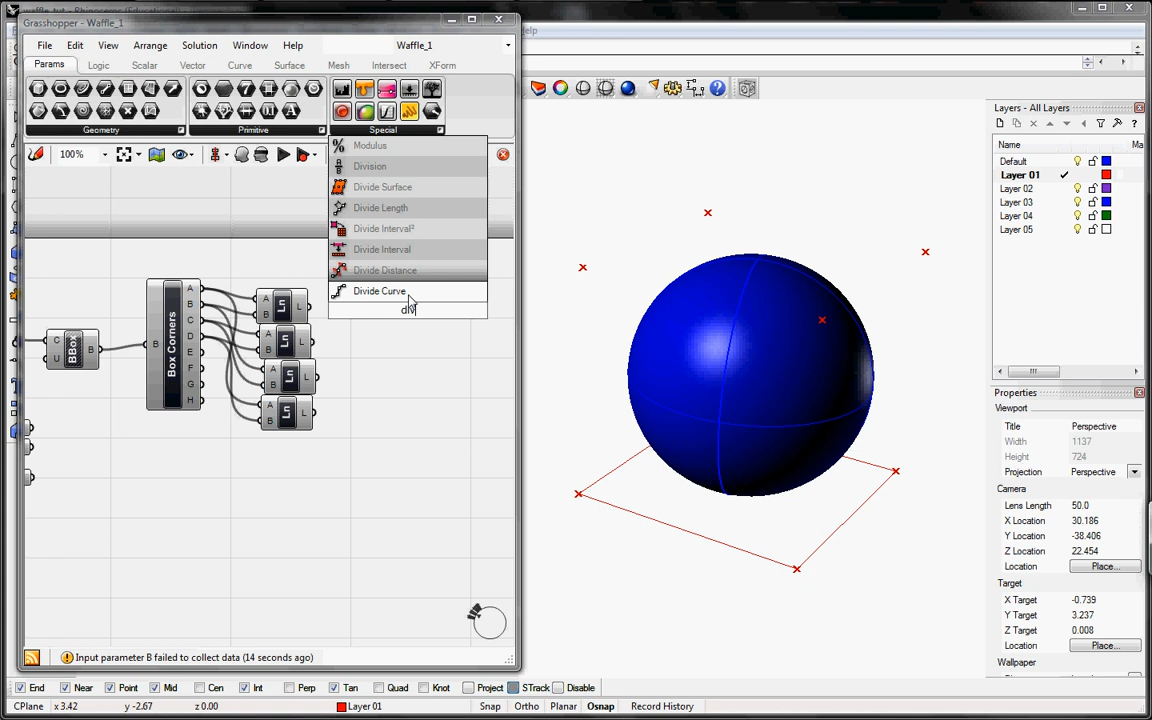 Grasshopper - Waffle_1
File Edit View Arrange Solution Window Help Waffle_1
Params Logic Scalar Vector Curve Surface Mesh Intersect XForm
Geometry Primitive Special
100%
Modulus
Division
Divide Surface
Divide Length
Divide Interval²
Divide Interval
Divide Distance
Divide Curve
div
C
U
BBox
B
B
Box Corners
A
B
C
D
E
F
G
H
A
B
Ln
L
A
B
Ln
L
A
B
Ln
L
A
B
Ln
L
Input parameter B failed to collect data (14 seconds ago)
Layers - All Layers
Name Ma
Default
Layer 01
Layer 02
Layer 03
Layer 04
Layer 05
Properties
Viewport
Title Perspective
Width 1137
Height 724
Projection Perspective
Camera
Lens Length 50.0
X Location 30.186
Y Location -38.406
Z Location 22.454
Location Place...
Target
X Target -0.739
Y Target 3.237
Z Target 0.008
Location Place...
Wallpaper
End Near Point Mid Cen Int Perp Tan Quad Knot Project STrack Disable
CPlane x 3.42 y -2.67 z 0.00 Layer 01 Snap Ortho Planar Osnap Record History